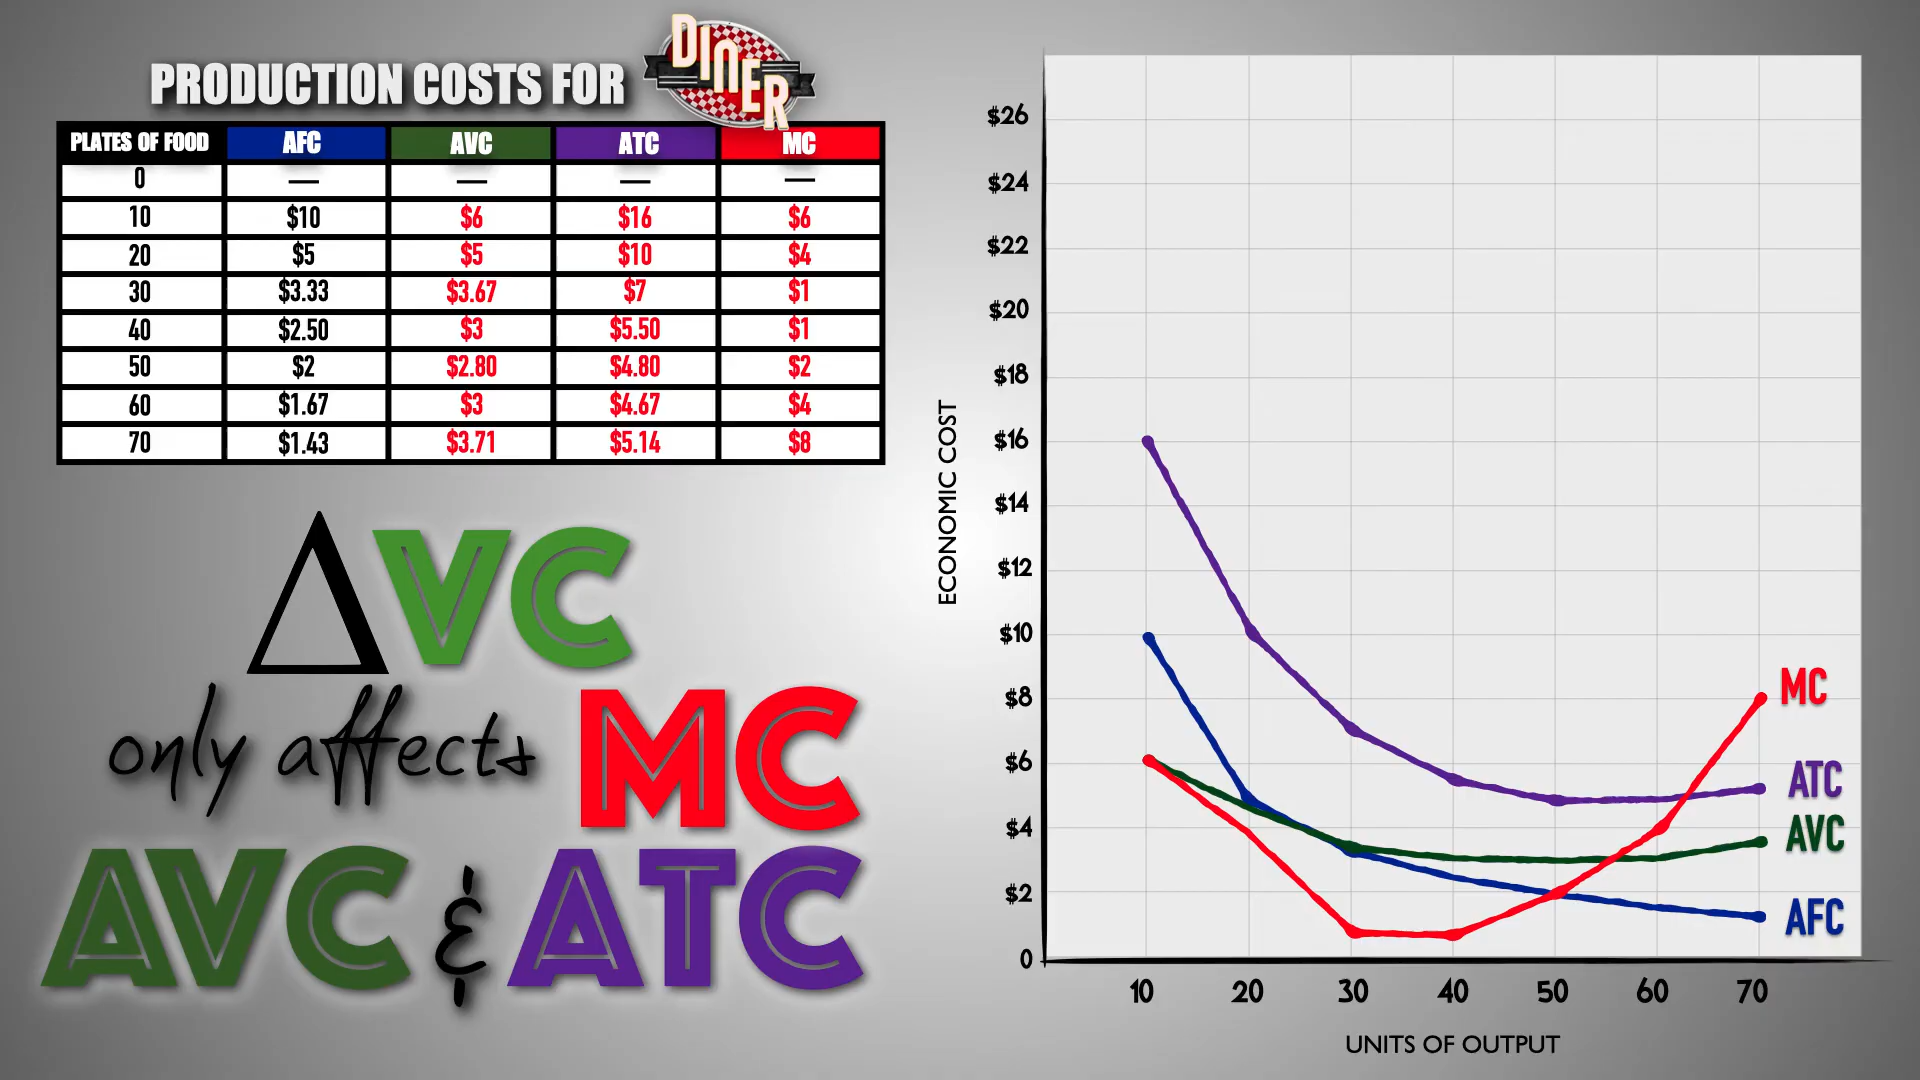 PRODUCTION COSTS FOR DINER
PLATES OF FOOD AFC AVC ATC MC
0 — — — —
10 $10 $6 $16 $6
20 $5 $5 $10 $4
30 $3.33 $3.67 $7 $1
40 $2.50 $3 $5.50 $1
50 $2 $2.80 $4.80 $2
60 $1.67 $3 $4.67 $4
70 $1.43 $3.71 $5.14 $8
Δ VC
only affects MC
AVC & ATC
ECONOMIC COST
$26
$24
$22
$20
$18
$16
$14
$12
$10
$8
$6
$4
$2
0
MC
ATC
AVC
AFC
10 20 30 40 50 60 70
UNITS OF OUTPUT